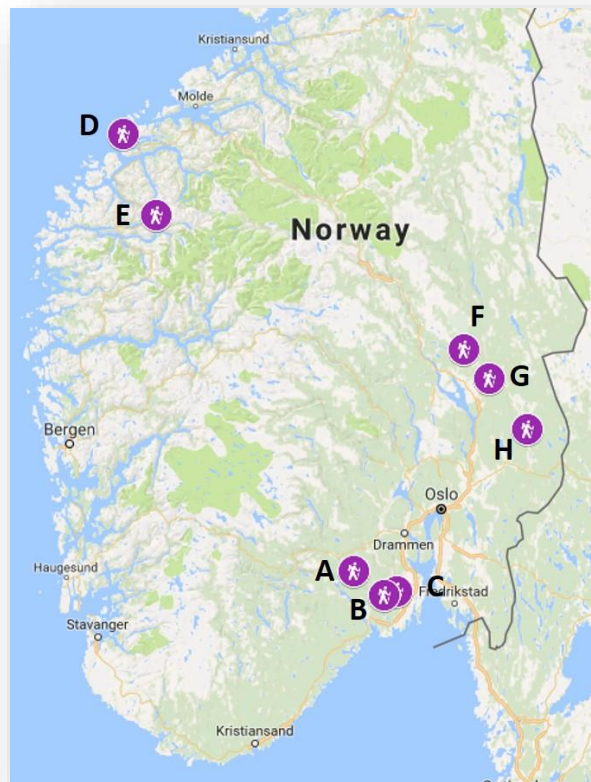 Kristiansund
Molde
D
E
Norway
F
G
H
Bergen
Oslo
Drammen
A
Haugesund
B
C
Fredrikstad
Stavanger
Kristiansand